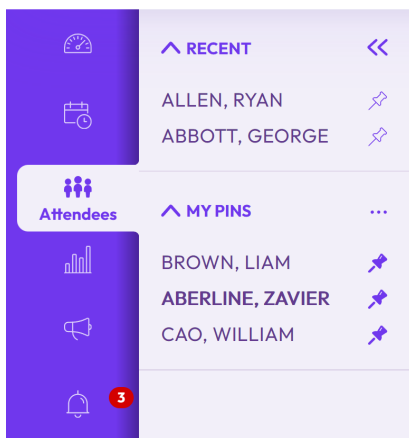 RECENT
ALLEN, RYAN
ABBOTT, GEORGE
Attendees
MY PINS
BROWN, LIAM
ABERLINE, ZAVIER
CAO, WILLIAM
3